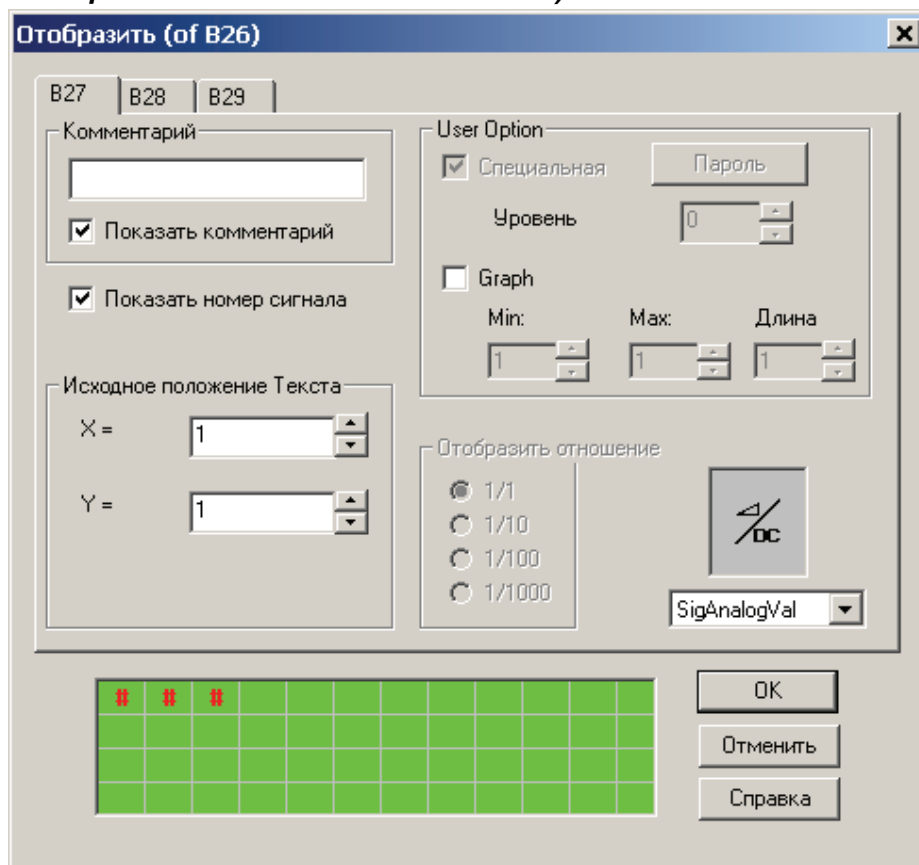 Отобразить (of B26)
B27 B28 B29
Комментарий
Показать комментарий
Показать номер сигнала
Исходное положение Текста
X = 1
Y = 1
User Option
Специальная Пароль
Уровень 0
Graph
Min: Max: Длина
1 1 1
Отобразить отношение
1/1
1/10
1/100
1/1000
DC
SigAnalogVal
# # #
OK
Отменить
Справка